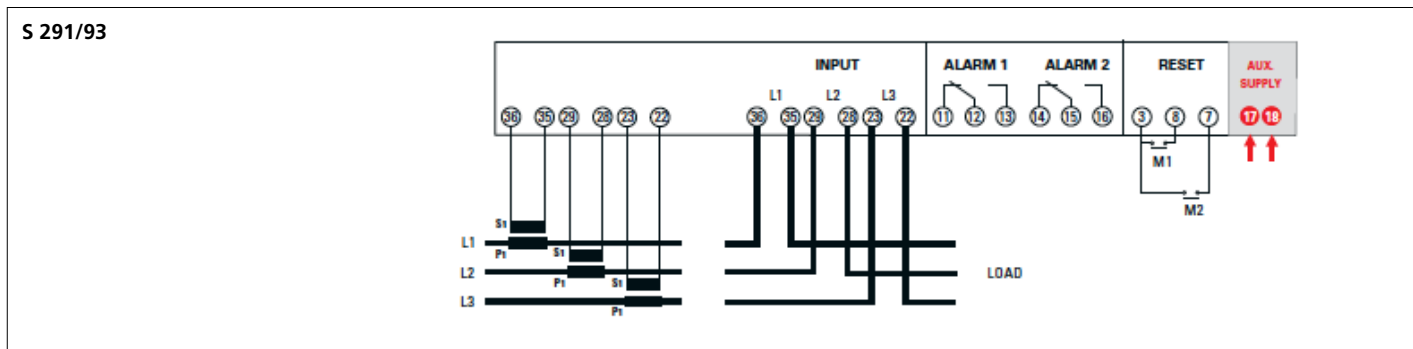 S 291/93
INPUT
ALARM 1
ALARM 2
RESET
AUX.
SUPPLY
L1 L2 L3
36 35 29 28 23 22
36 35 29 28 23 22
11 12 13
14 15 16
3 8 7
17 18
M1
M2
S1
L1
P1
S1
L2
P1
S1
L3
P1
LOAD